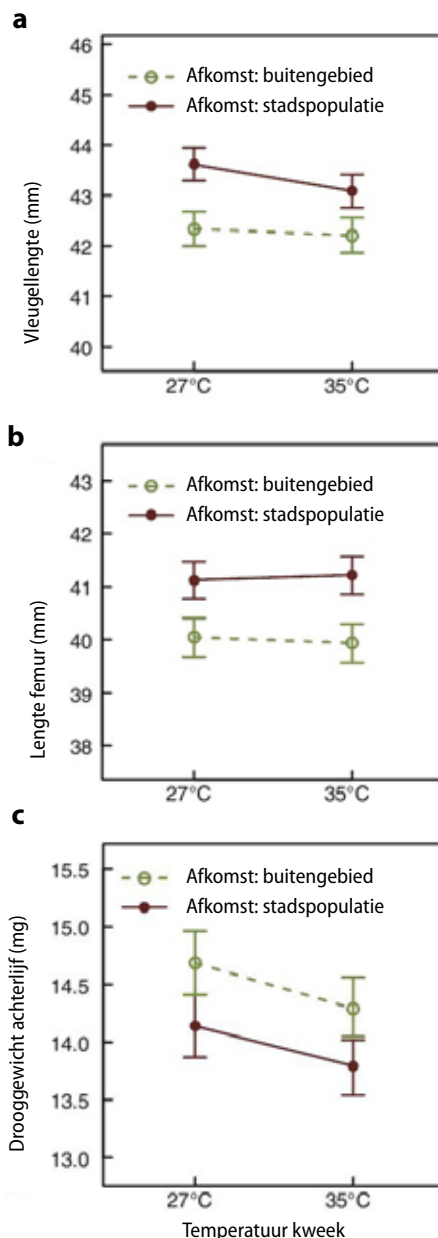 a
46
Afkomst: buitengebied
45
Afkomst: stadspopulatie
44
43
42
41
40
Vleugellengte (mm)
27°C 35°C
b
43
Afkomst: buitengebied
42
Afkomst: stadspopulatie
41
40
39
38
Lengte femur (mm)
27°C 35°C
c
15.5
Afkomst: buitengebied
Afkomst: stadspopulatie
15.0
14.5
14.0
13.5
13.0
Drooggewicht achterlijf (mg)
27°C 35°C
Temperatuur kweek